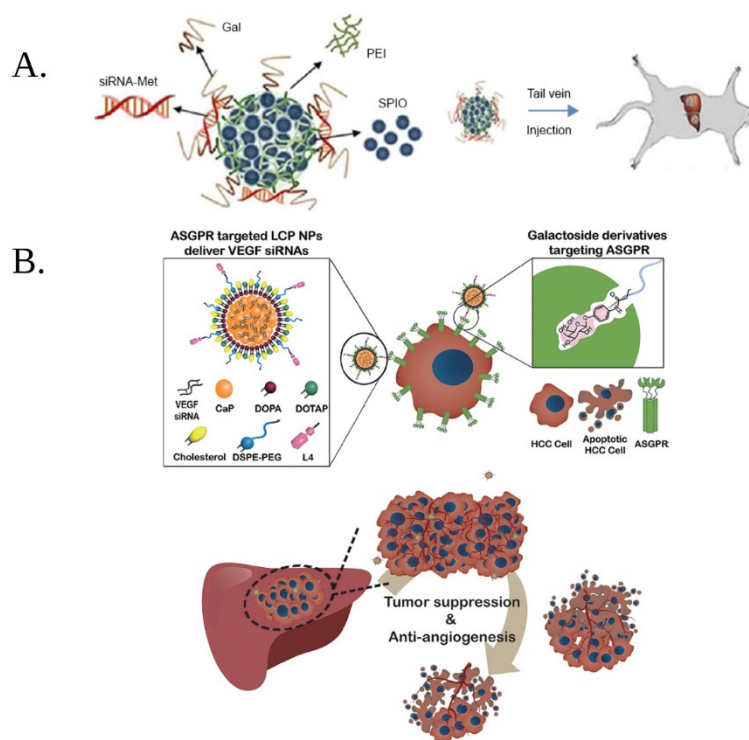 A.
Gal
PEI
siRNA-Met
SPIO
Tail vein
Injection
B.
ASGPR targeted LCP NPs
deliver VEGF siRNAs
VEGF
siRNA
CaP
DOPA
DOTAP
Cholesterol
DSPE-PEG
L4
Galactoside derivatives
targeting ASGPR
HCC Cell
Apoptotic
HCC Cell
ASGPR
Tumor suppression
&
Anti-angiogenesis